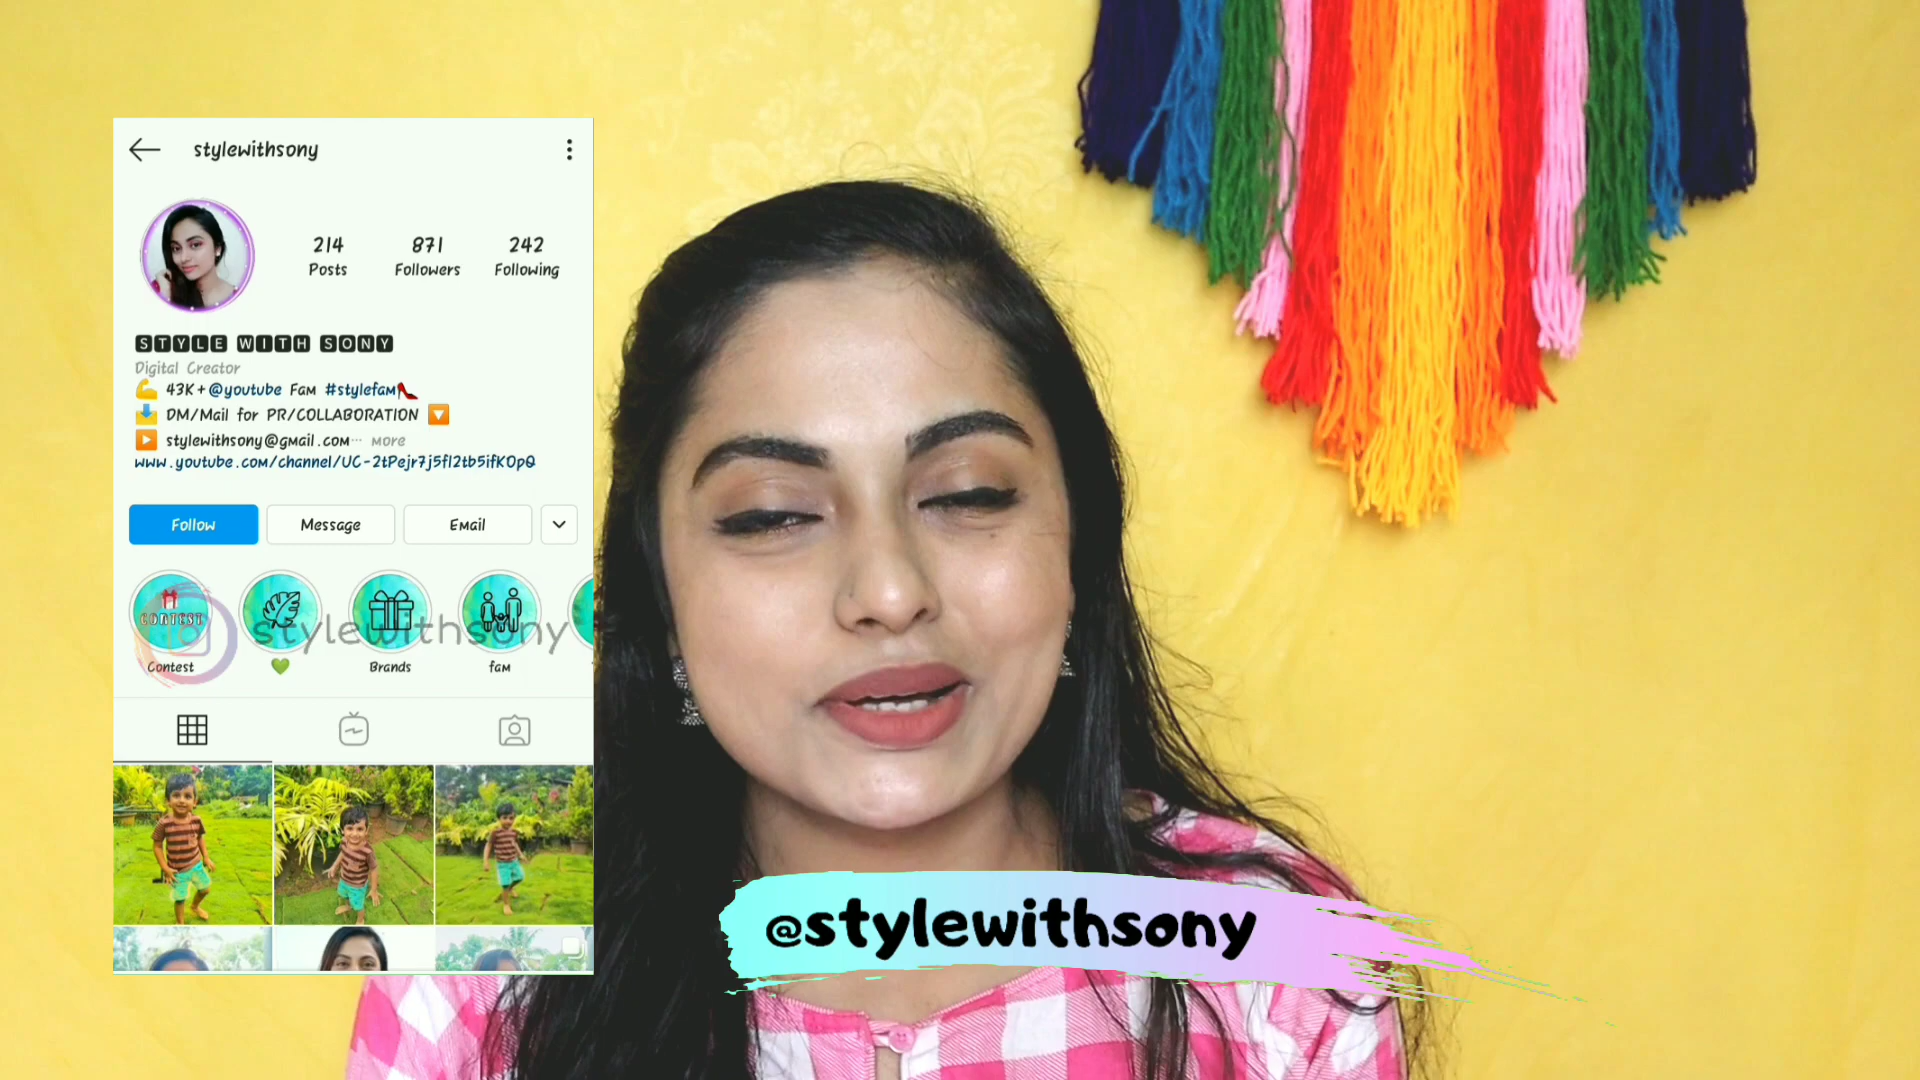 stylewithsony
214 871 242
Posts Followers Following
STYLE WITH SONY
Digital Creator
💪 43K+@youtube Fam #stylefam👠
📥 DM/Mail for PR/COLLABORATION 🔽
▶️ stylewithsony@gmail.com... more
www.youtube.com/channel/UC-2tPejr7j5fl2tb5ifKOpQ
Follow Message Email
CONTEST
stylewithsony
Contest 💚 Brands fam
@stylewithsony